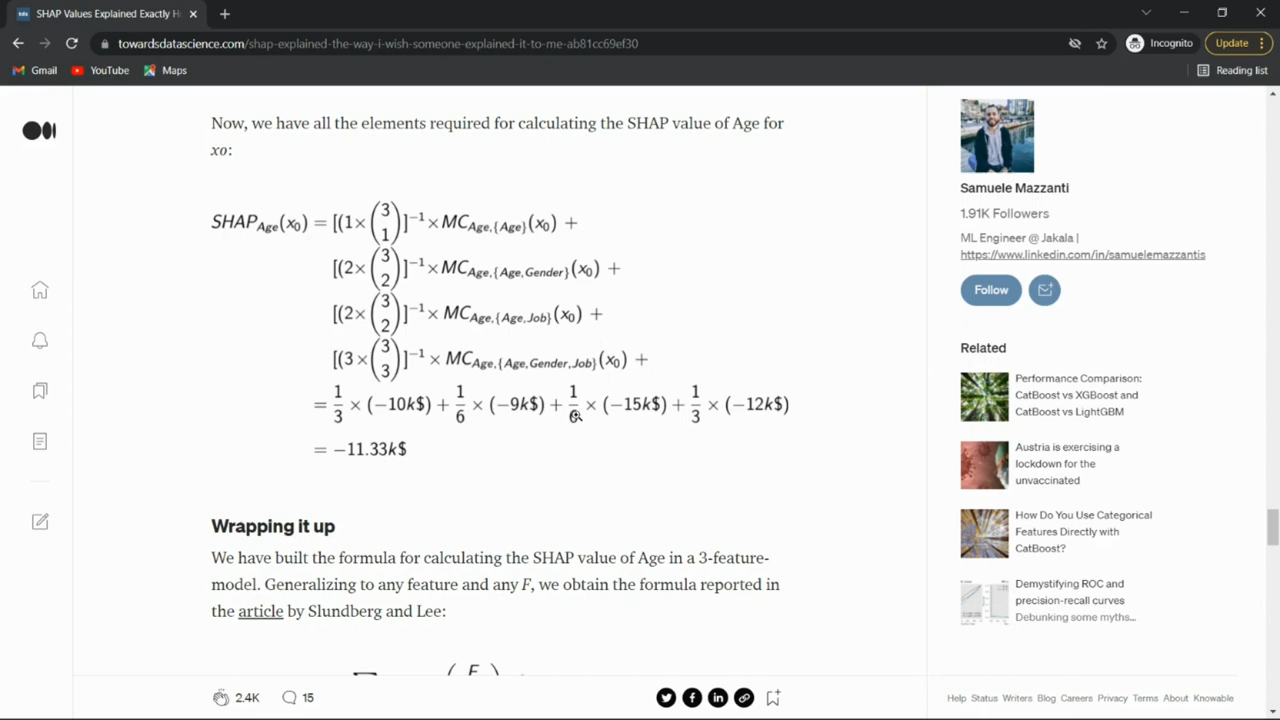 SHAP Values Explained Exactly H
towardsdatascience.com/shap-explained-the-way-i-wish-someone-explained-it-to-me-ab81cc69ef30
Incognito
Update
Gmail
YouTube
Maps
Reading list
Now, we have all the elements required for calculating the SHAP value of Age for
xo:
SHAP_Age(x₀) = [(1×(3 1)]⁻¹ × MC_Age,{Age}(x₀) +
[(2×(3 2)]⁻¹ × MC_Age,{Age,Gender}(x₀) +
[(2×(3 2)]⁻¹ × MC_Age,{Age,Job}(x₀) +
[(3×(3 3)]⁻¹ × MC_Age,{Age,Gender,Job}(x₀) +
= 1/3 × (−10k$) + 1/6 × (−9k$) + 1/6 × (−15k$) + 1/3 × (−12k$)
= −11.33k$
Wrapping it up
We have built the formula for calculating the SHAP value of Age in a 3-feature-
model. Generalizing to any feature and any F, we obtain the formula reported in
the article by Slundberg and Lee:
2.4K
15
Samuele Mazzanti
1.91K Followers
ML Engineer @ Jakala |
https://www.linkedin.com/in/samuelemazzantis
Follow
Related
Performance Comparison:
CatBoost vs XGBoost and
CatBoost vs LightGBM
Austria is exercising a
lockdown for the
unvaccinated
How Do You Use Categorical
Features Directly with
CatBoost?
Demystifying ROC and
precision-recall curves
Debunking some myths...
Help Status Writers Blog Careers Privacy Terms About Knowable